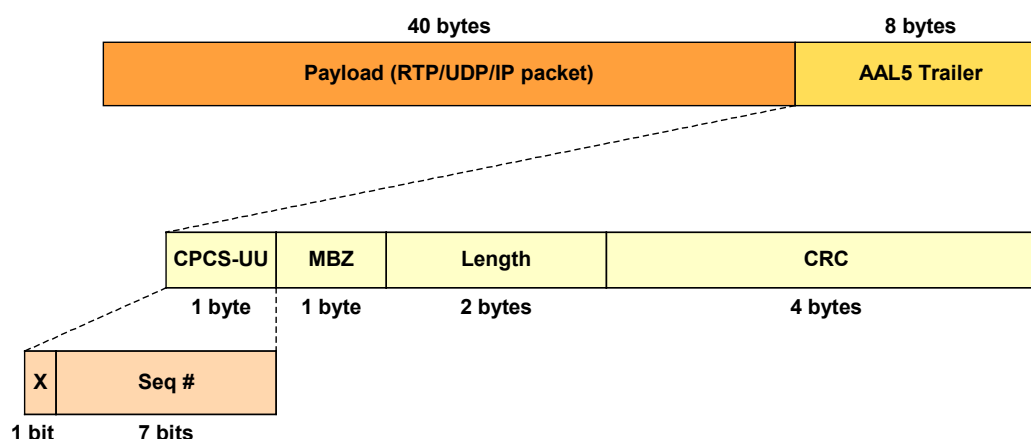 40 bytes 8 bytes
Payload (RTP/UDP/IP packet) AAL5 Trailer
CPCS-UU MBZ Length CRC
1 byte 1 byte 2 bytes 4 bytes
X Seq #
1 bit 7 bits